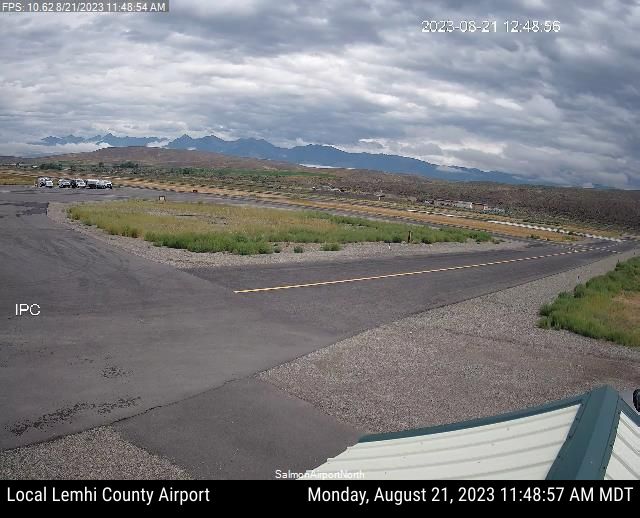 FPS: 10.62 8/21/2023 11:48:54 AM
2023-08-21 12:48:56
IPC
SalmonAirportNorth
Local Lemhi County Airport
Monday, August 21, 2023 11:48:57 AM MDT